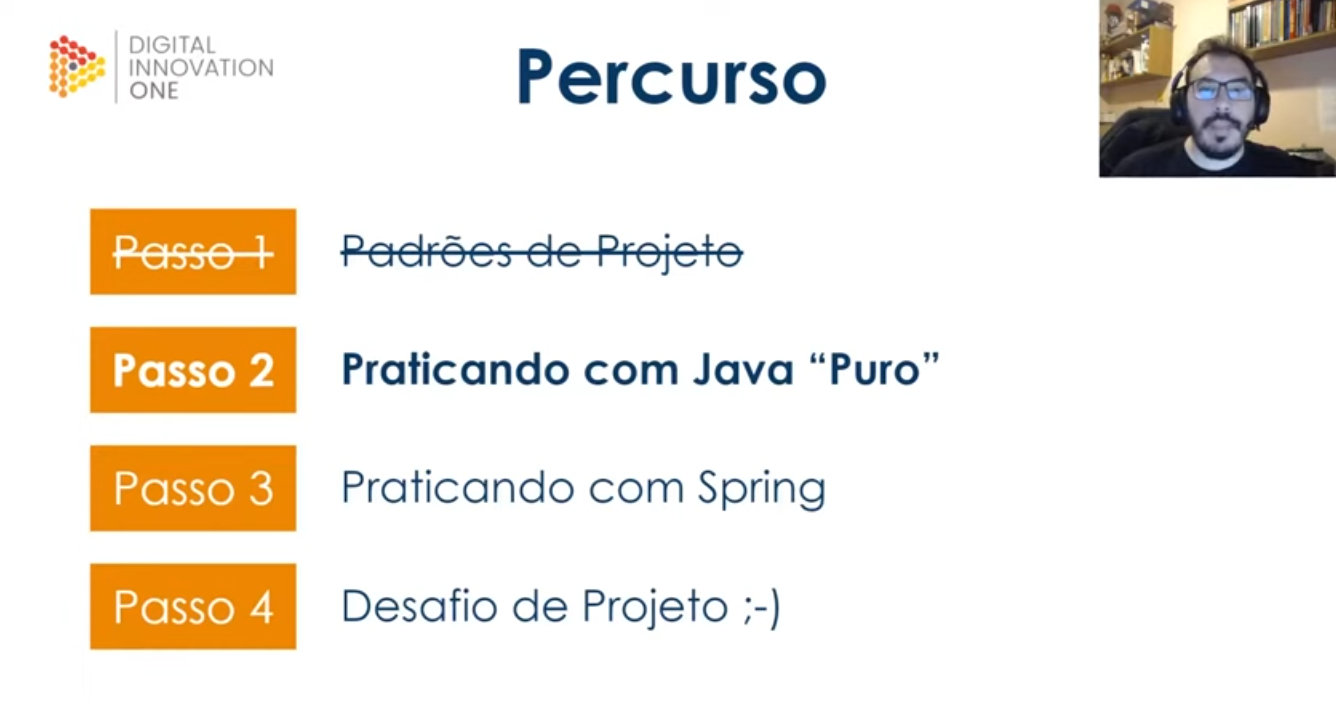 DIGITAL
INNOVATION
ONE
Percurso
Passo 1 Padrões de Projeto
Passo 2 Praticando com Java “Puro”
Passo 3 Praticando com Spring
Passo 4 Desafio de Projeto ;-)